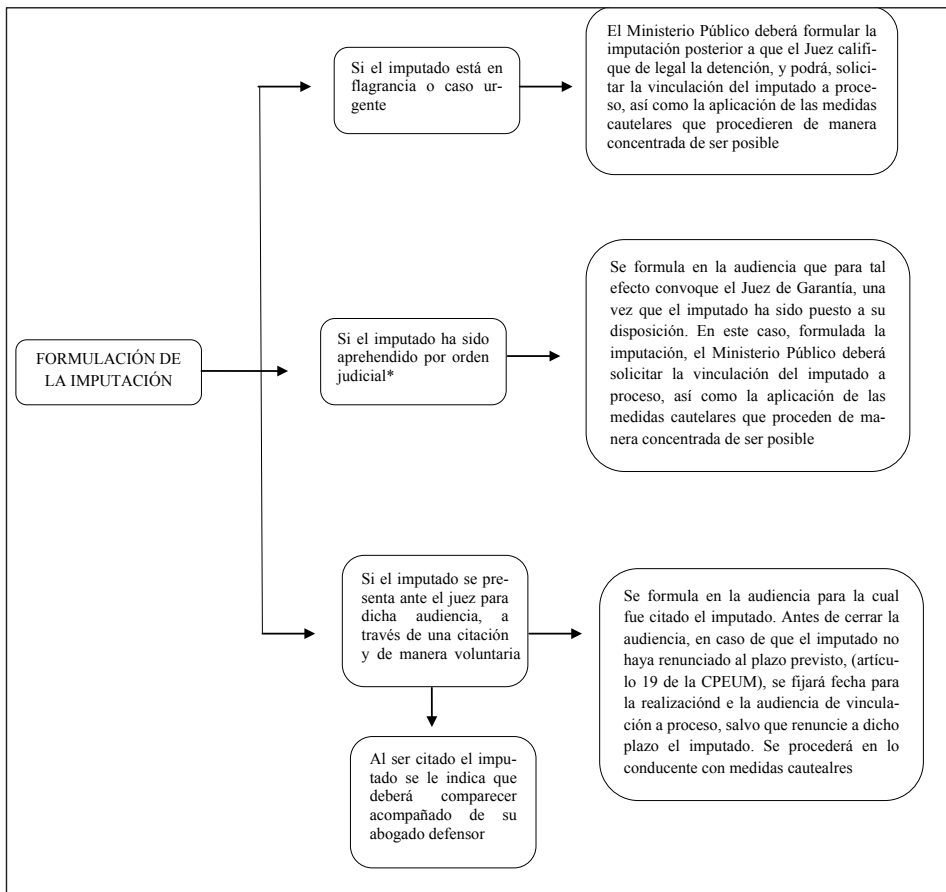 FORMULACIÓN DE
LA IMPUTACIÓN
Si el imputado está en
flagrancia o caso ur-
gente
El Ministerio Público deberá formular la
imputación posterior a que el Juez califi-
que de legal la detención, y podrá, solici-
tar la vinculación del imputado a proce-
so, así como la aplicación de las medidas
cautelares que procedieren de manera
concentrada de ser posible
Si el imputado ha sido
aprehendido por orden
judicial*
Se formula en la audiencia que para tal
efecto convoque el Juez de Garantía, una
vez que el imputado ha sido puesto a su
disposición. En este caso, formulada la
imputación, el Ministerio Público deberá
solicitar la vinculación del imputado a
proceso, así como la aplicación de las
medidas cautelares que proceden de ma-
nera concentrada de ser posible
Si el imputado se pre-
senta ante el juez para
dicha audiencia, a
través de una citación
y de manera voluntaria
Se formula en la audiencia para la cual
fue citado el imputado. Antes de cerrar la
audiencia, en caso de que el imputado no
haya renunciado al plazo previsto, (artícu-
lo 19 de la CPEUM), se fijará fecha para
la realizaciónd e la audiencia de vincula-
ción a proceso, salvo que renuncie a dicho
plazo el imputado. Se procederá en lo
conducente con medidas cautealres
Al ser citado el impu-
tado se le indica que
deberá comparecer
acompañado de su
abogado defensor